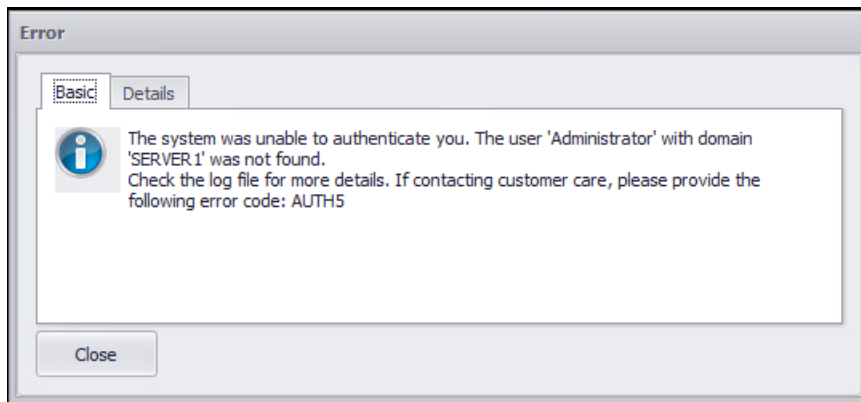 Error
Basic
Details
The system was unable to authenticate you. The user 'Administrator' with domain
'SERVER1' was not found.
Check the log file for more details. If contacting customer care, please provide the
following error code: AUTH5
Close